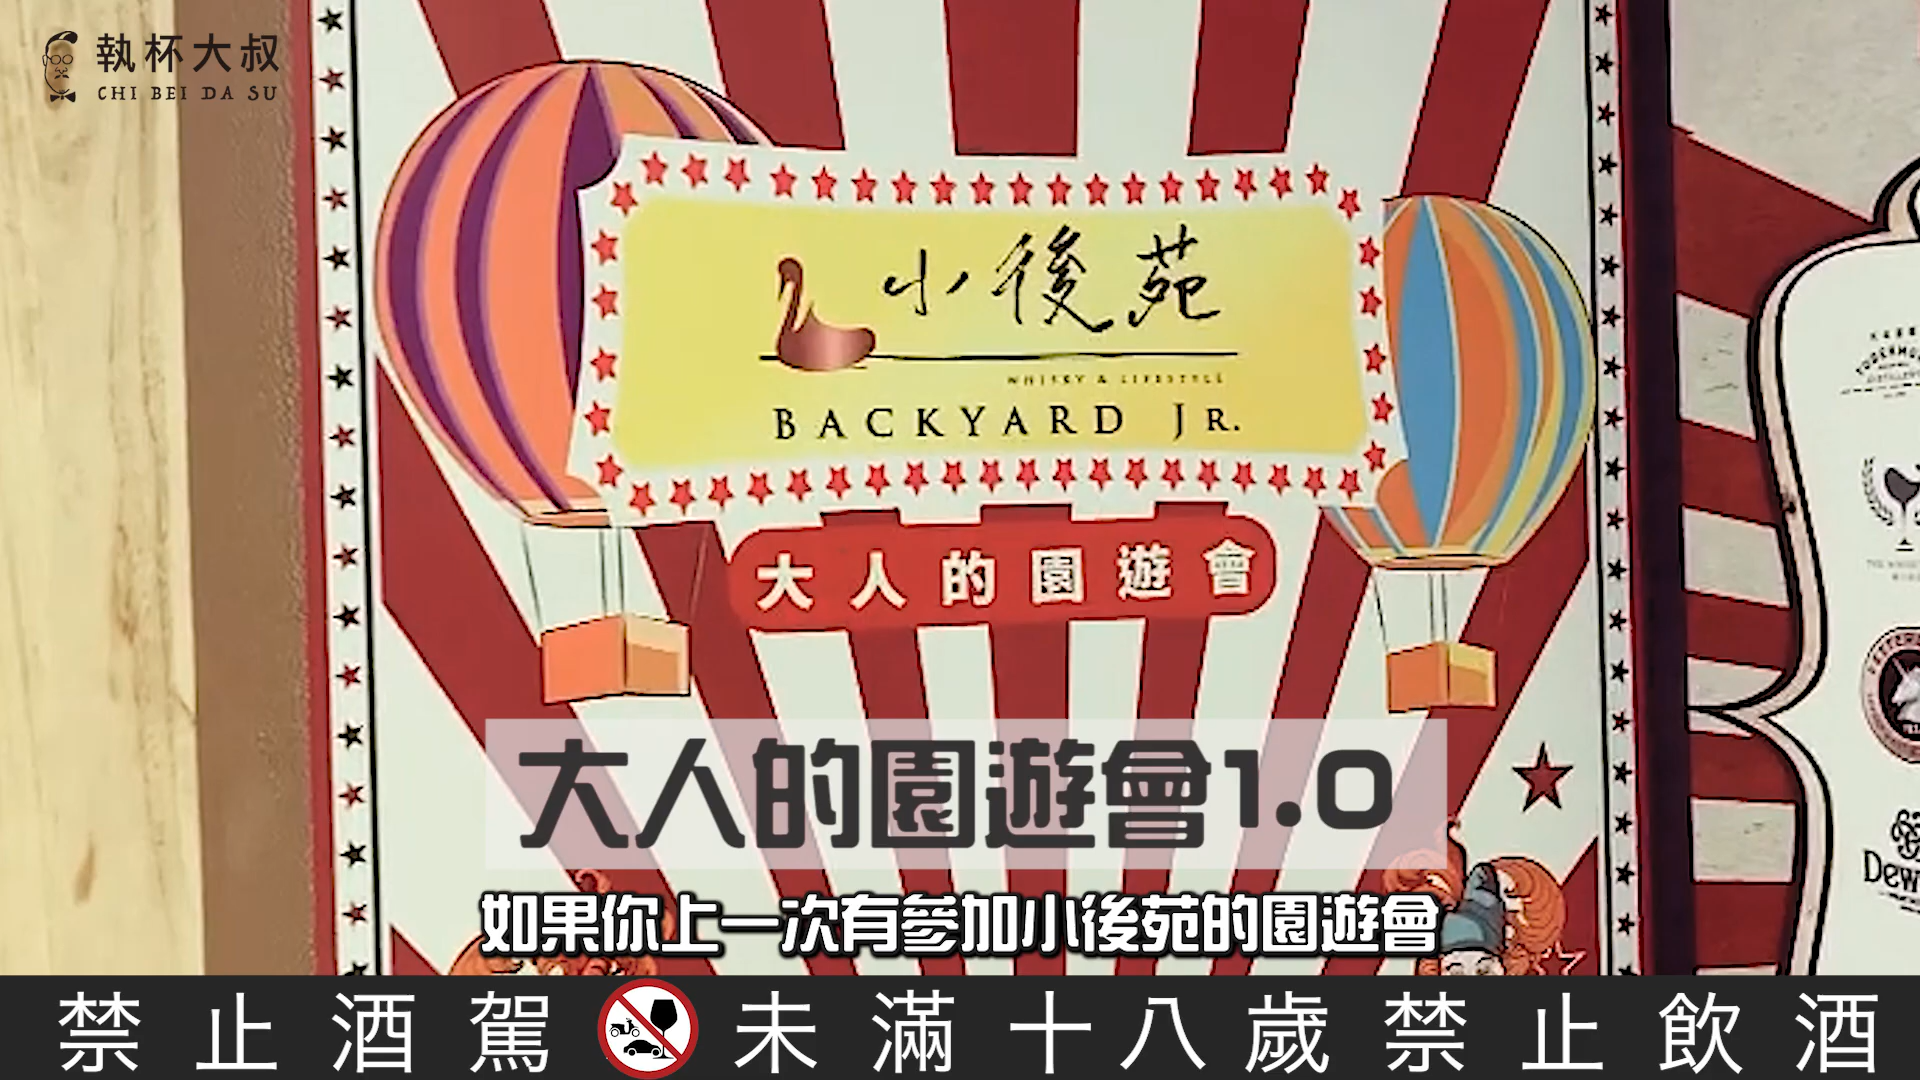 執杯大叔
CHI BEI DA SU
小後苑
WHISKY & LIFESTYLE
BACKYARD JR.
大人的園遊會
Dew
大人的園遊會1.0
如果你上一次有參加小後苑的園遊會
禁止酒駕 未滿十八歲禁止飲酒